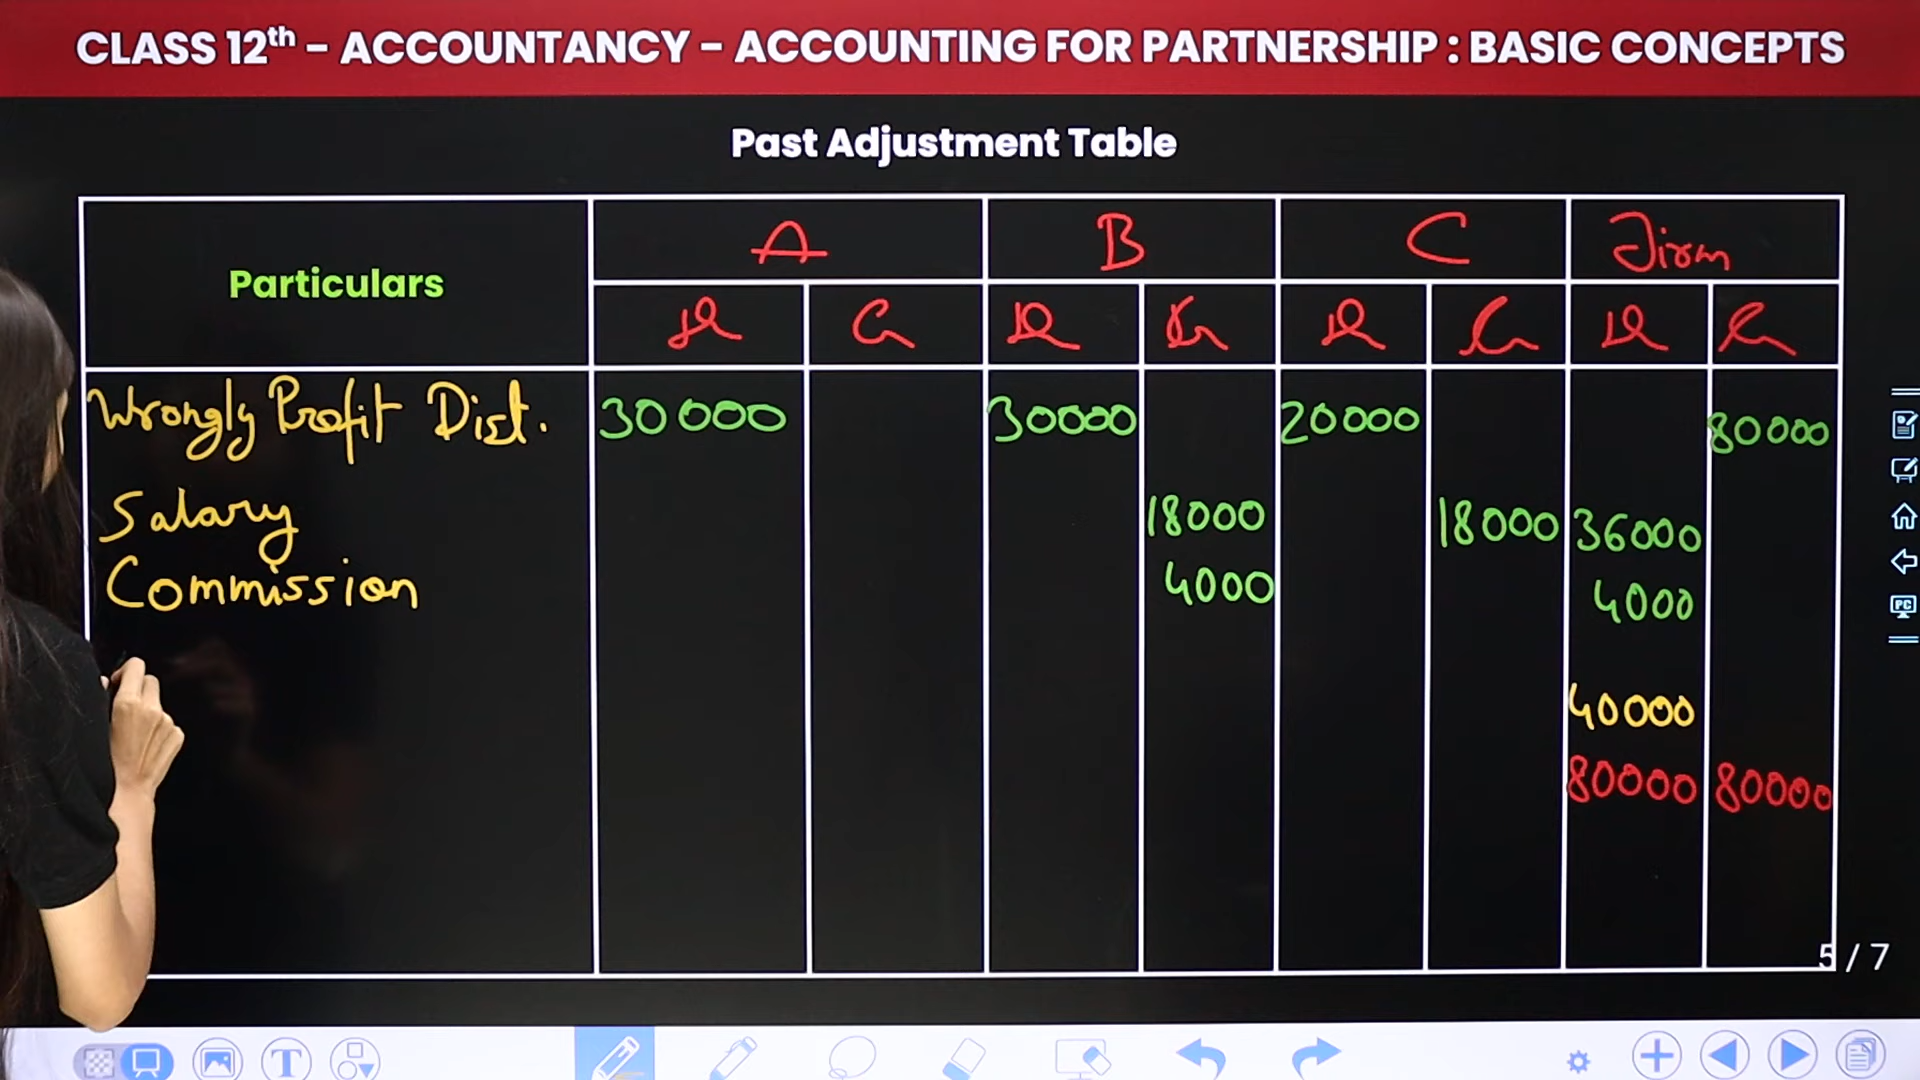 CLASS 12th - ACCOUNTANCY - ACCOUNTING FOR PARTNERSHIP : BASIC CONCEPTS
Past Adjustment Table
Particulars A B C Firm
Dr Cr Dr Cr Dr Cr Dr Cr
Wrongly Profit Dist. 30000 30000 20000 80000
Salary 18000 18000 36000
Commission 4000 4000
40000
80000 80000
5 / 7
T
PC